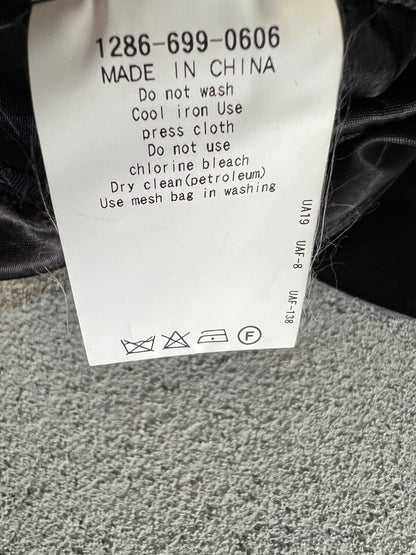 1286-699-0606
MADE IN CHINA
Do not wash
Cool iron Use
press cloth
Do not use
chlorine bleach
Dry clean(petroleum)
Use mesh bag in washing
UA19 UAF-8 UAF-138
F